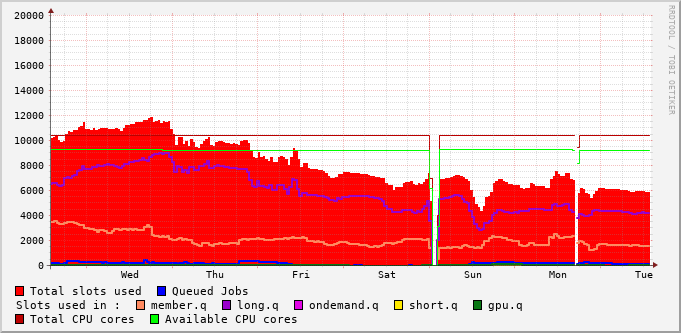 20000
18000
16000
14000
12000
10000
8000
6000
4000
2000
0
Wed Thu Fri Sat Sun Mon Tue
Total slots used Queued Jobs
Slots used in : member.q long.q ondemand.q short.q gpu.q
Total CPU cores Available CPU cores
RRDTOOL / TOBI OETIKER